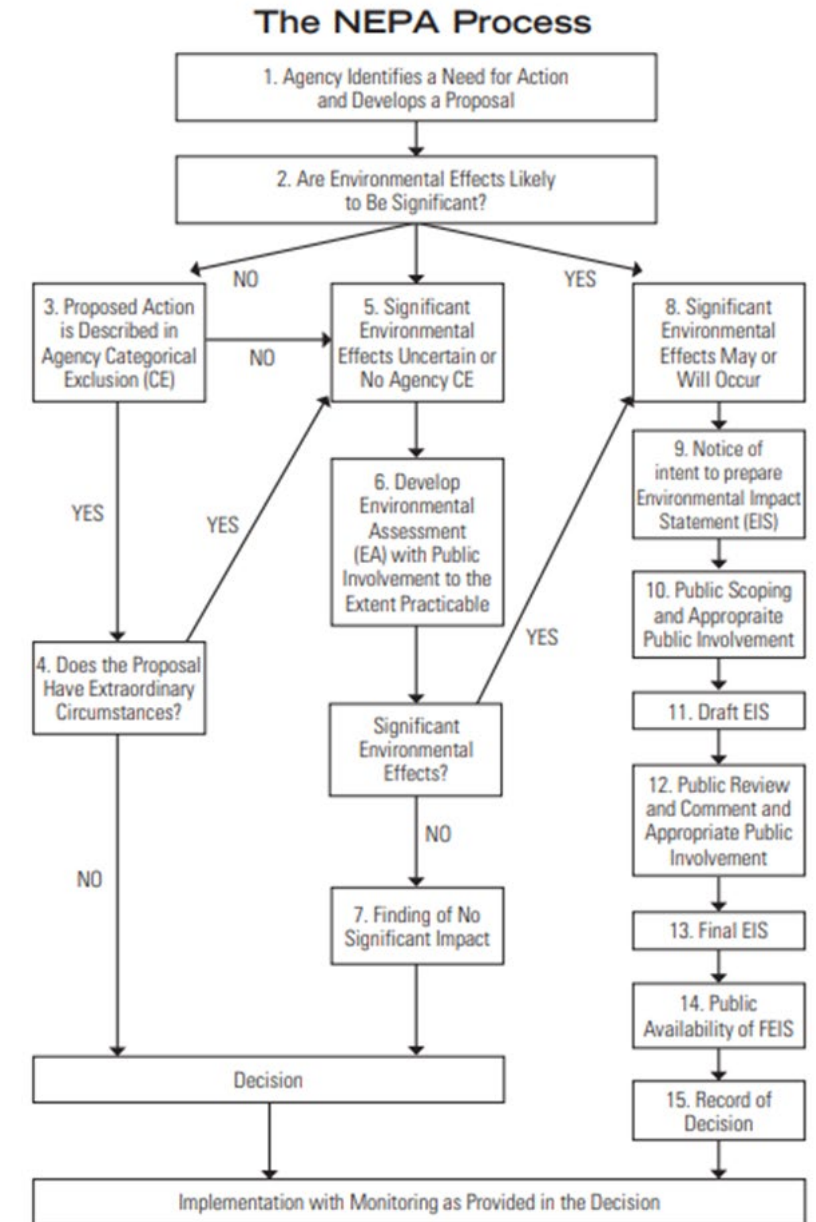 The NEPA Process
1. Agency Identifies a Need for Action
and Develops a Proposal
2. Are Environmental Effects Likely
to Be Significant?
NO
YES
3. Proposed Action
is Described in
Agency Categorical
Exclusion (CE)
NO
5. Significant
Environmental
Effects Uncertain or
No Agency CE
8. Significant
Environmental
Effects May or
Will Occur
YES
YES
6. Develop
Environmental
Assessment
(EA) with Public
Involvement to the
Extent Practicable
9. Notice of
intent to prepare
Environmental Impact
Statement (EIS)
10. Public Scoping
and Appropraite
Public Involvement
YES
4. Does the Proposal
Have Extraordinary
Circumstances?
Significant
Environmental
Effects?
11. Draft EIS
12. Public Review
and Comment and
Appropriate Public
Involvement
NO
NO
7. Finding of No
Significant Impact
13. Final EIS
14. Public
Availability of FEIS
Decision
15. Record of
Decision
Implementation with Monitoring as Provided in the Decision